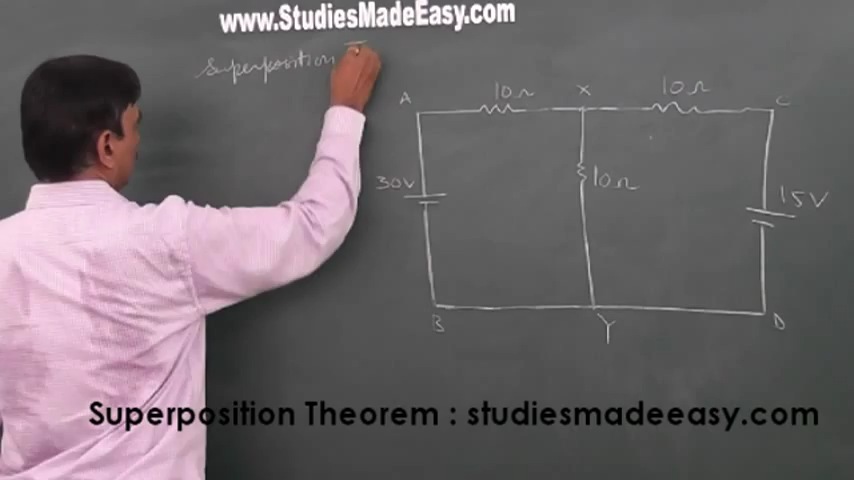 www.StudiesMadeEasy.com
Superposition T
A 10Ω X 10Ω C
30V 10Ω 15V
B Y D
Superposition Theorem : studiesmadeeasy.com